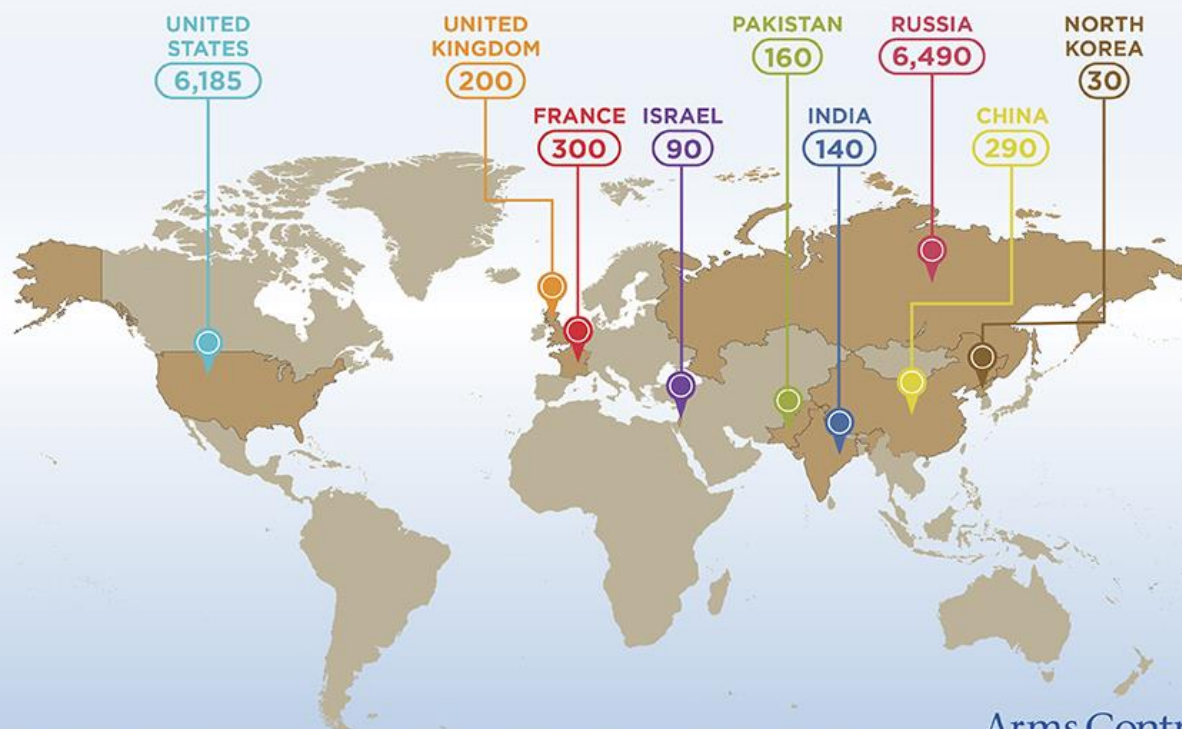 UNITED
STATES
6,185
UNITED
KINGDOM
200
FRANCE
300
ISRAEL
90
PAKISTAN
160
INDIA
140
RUSSIA
6,490
CHINA
290
NORTH
KOREA
30
Arms